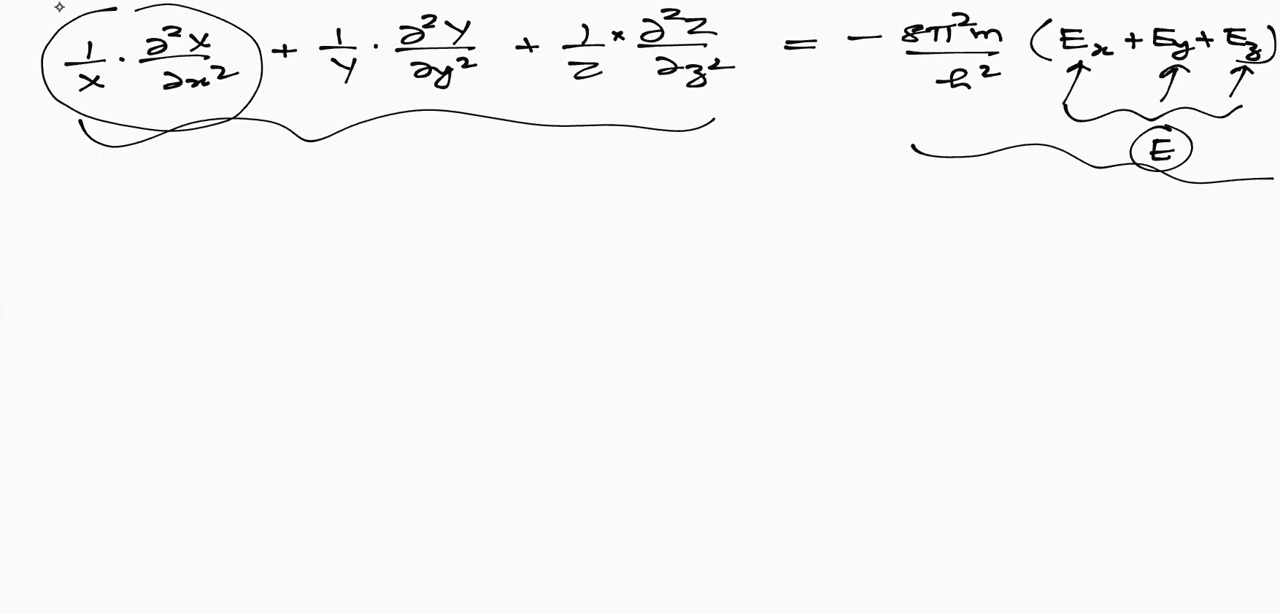 1/X · ∂²X/∂x² + 1/Y · ∂²Y/∂y² + 1/Z × ∂²Z/∂z² = − 8π²m/h² (Ex + Ey + Ez)
E